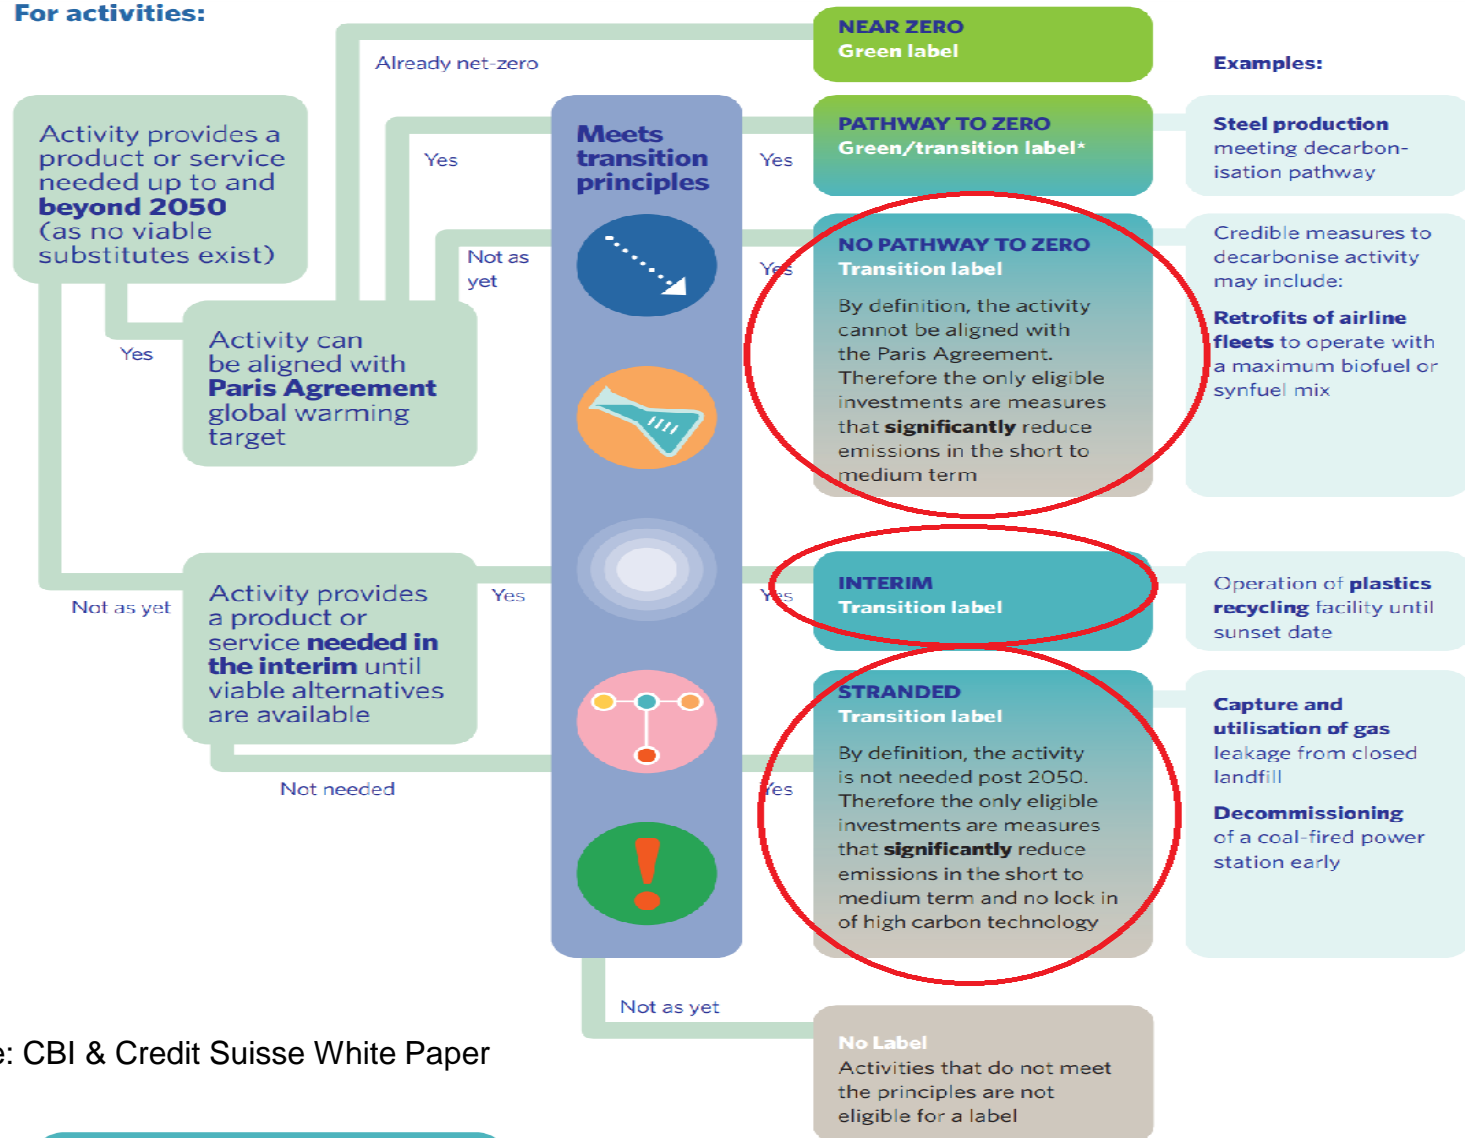 For activities:
Already net-zero
NEAR ZERO
Green label
Examples:
Activity provides a
product or service
needed up to and
beyond 2050
(as no viable
substitutes exist)
Yes
Meets
transition
principles
Yes
PATHWAY TO ZERO
Green/transition label*
Steel production
meeting decarbon-
isation pathway
Not as
yet
Yes
NO PATHWAY TO ZERO
Transition label
By definition, the activity
cannot be aligned with
the Paris Agreement.
Therefore the only eligible
investments are measures
that significantly reduce
emissions in the short to
medium term
Credible measures to
decarbonise activity
may include:
Retrofits of airline
fleets to operate with
a maximum biofuel or
synfuel mix
Yes
Activity can
be aligned with
Paris Agreement
global warming
target
Not as yet
Activity provides
a product or
service needed in
the interim until
viable alternatives
are available
Yes
Yes
INTERIM
Transition label
Operation of plastics
recycling facility until
sunset date
Not needed
Yes
STRANDED
Transition label
By definition, the activity
is not needed post 2050.
Therefore the only eligible
investments are measures
that significantly reduce
emissions in the short to
medium term and no lock in
of high carbon technology
Capture and
utilisation of gas
leakage from closed
landfill
Decommissioning
of a coal-fired power
station early
Not as yet
No Label
Activities that do not meet
the principles are not
eligible for a label
e: CBI & Credit Suisse White Paper